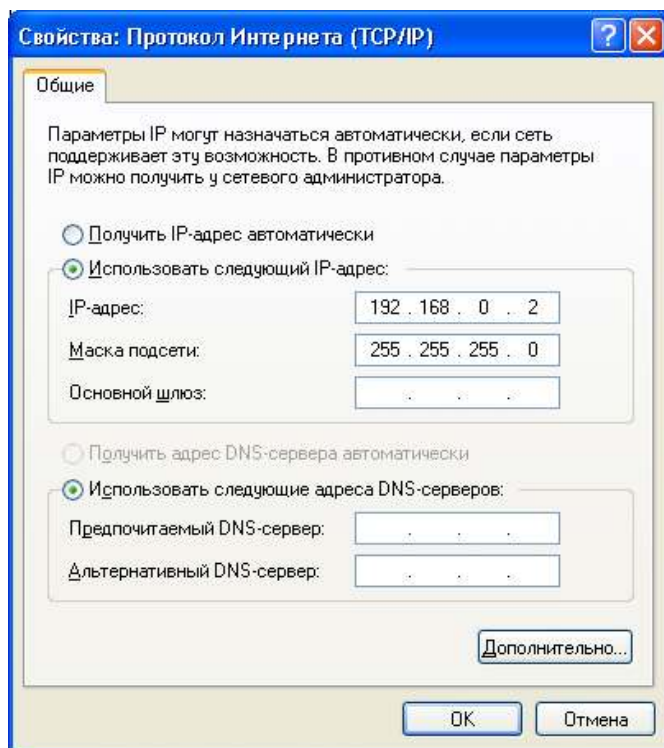 Свойства: Протокол Интернета (TCP/IP)
Общие
Параметры IP могут назначаться автоматически, если сеть
поддерживает эту возможность. В противном случае параметры
IP можно получить у сетевого администратора.
Получить IP-адрес автоматически
Использовать следующий IP-адрес:
IP-адрес: 192 . 168 . 0 . 2
Маска подсети: 255 . 255 . 255 . 0
Основной шлюз: . . .
Получить адрес DNS-сервера автоматически
Использовать следующие адреса DNS-серверов:
Предпочитаемый DNS-сервер: . . .
Альтернативный DNS-сервер: . . .
Дополнительно...
OK Отмена